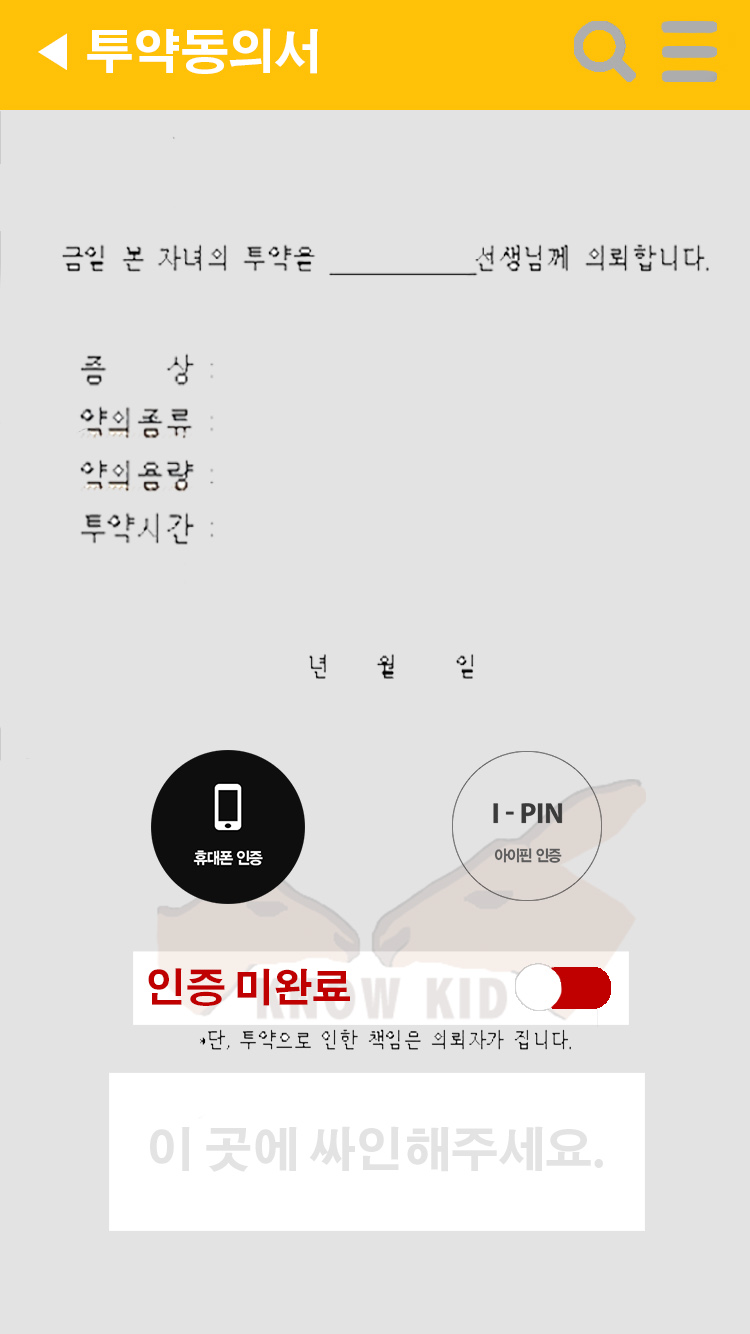 투약동의서
금일 본 자녀의 투약을 __________선생님께 의뢰합니다.
증 상 :
약의종류 :
약의용량 :
투약시간 :
년 월 일
휴대폰 인증
I - PIN
아이핀 인증
인증 미완료
KNOW KID
*단, 투약으로 인한 책임은 의뢰자가 집니다.
이 곳에 싸인해주세요.